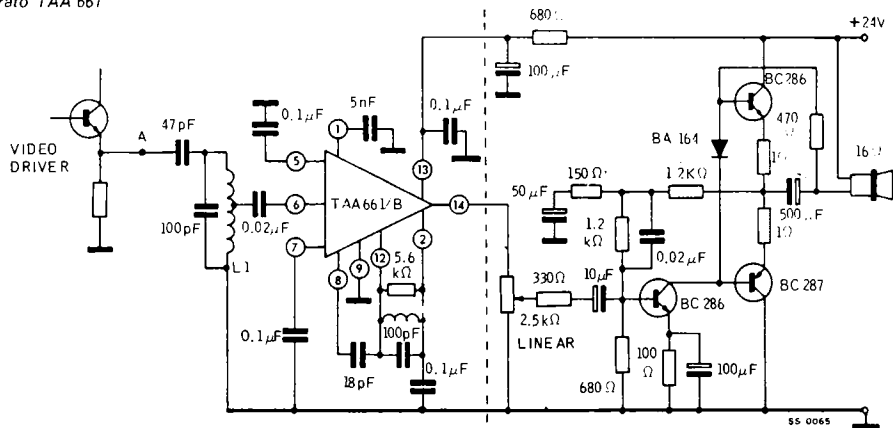 rato TAA 661
680Ω
+24V
100µF
BC286
47pF
0.1µF
5nF
0.1µF
470
Ω
VIDEO
DRIVER
A
1
5
13
BA 164
1Ω
16Ω
150Ω
1.2KΩ
50µF
500µF
100pF
0.02µF
6
TAA661/B
14
1.2
kΩ
1Ω
L1
7
2
0.02µF
12
5.6
kΩ
8
9
330Ω
10µF
BC286
BC287
2.5kΩ
LINEAR
0.1µF
100pF
18pF
0.1µF
680Ω
100
Ω
100µF
SS 0065